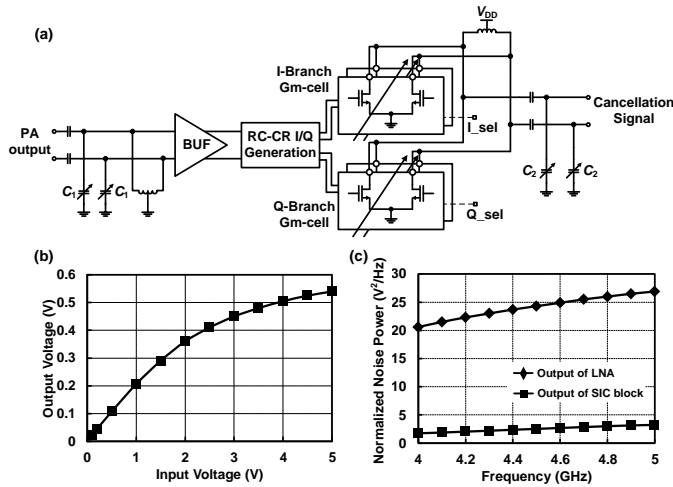 (a)
V_DD
I-Branch
Gm-cell
I_sel
PA
output
BUF
RC-CR I/Q
Generation
Cancellation
Signal
C1
C1
C2
C2
Q-Branch
Gm-cell
Q_sel
(b)
Output Voltage (V)
0.6
0.5
0.4
0.3
0.2
0.1
0
0 1 2 3 4 5
Input Voltage (V)
(c)
Normalized Noise Power (V²/Hz)
30
25
20
15
10
5
0
Output of LNA
Output of SIC block
4 4.2 4.4 4.6 4.8 5
Frequency (GHz)